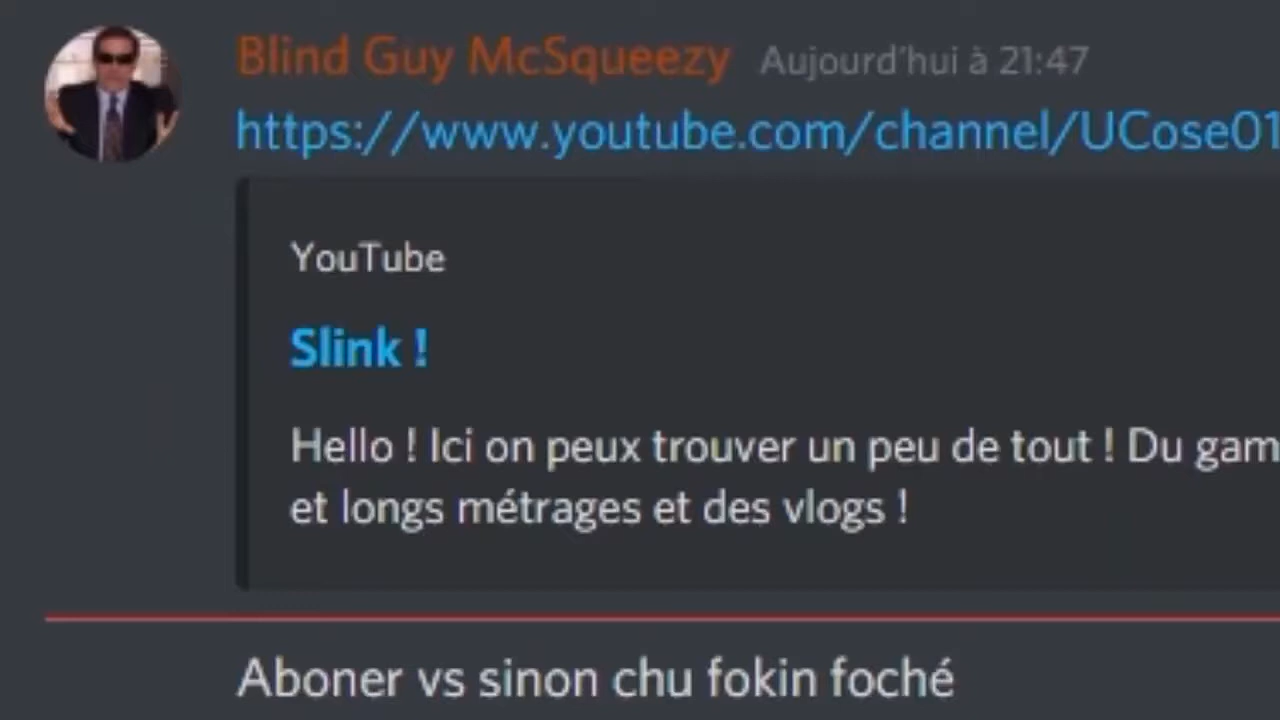 Blind Guy McSqueezy Aujourd'hui à 21:47
https://www.youtube.com/channel/UCose01
YouTube
Slink !
Hello ! Ici on peux trouver un peu de tout ! Du gam
et longs métrages et des vlogs !
Aboner vs sinon chu fokin foché